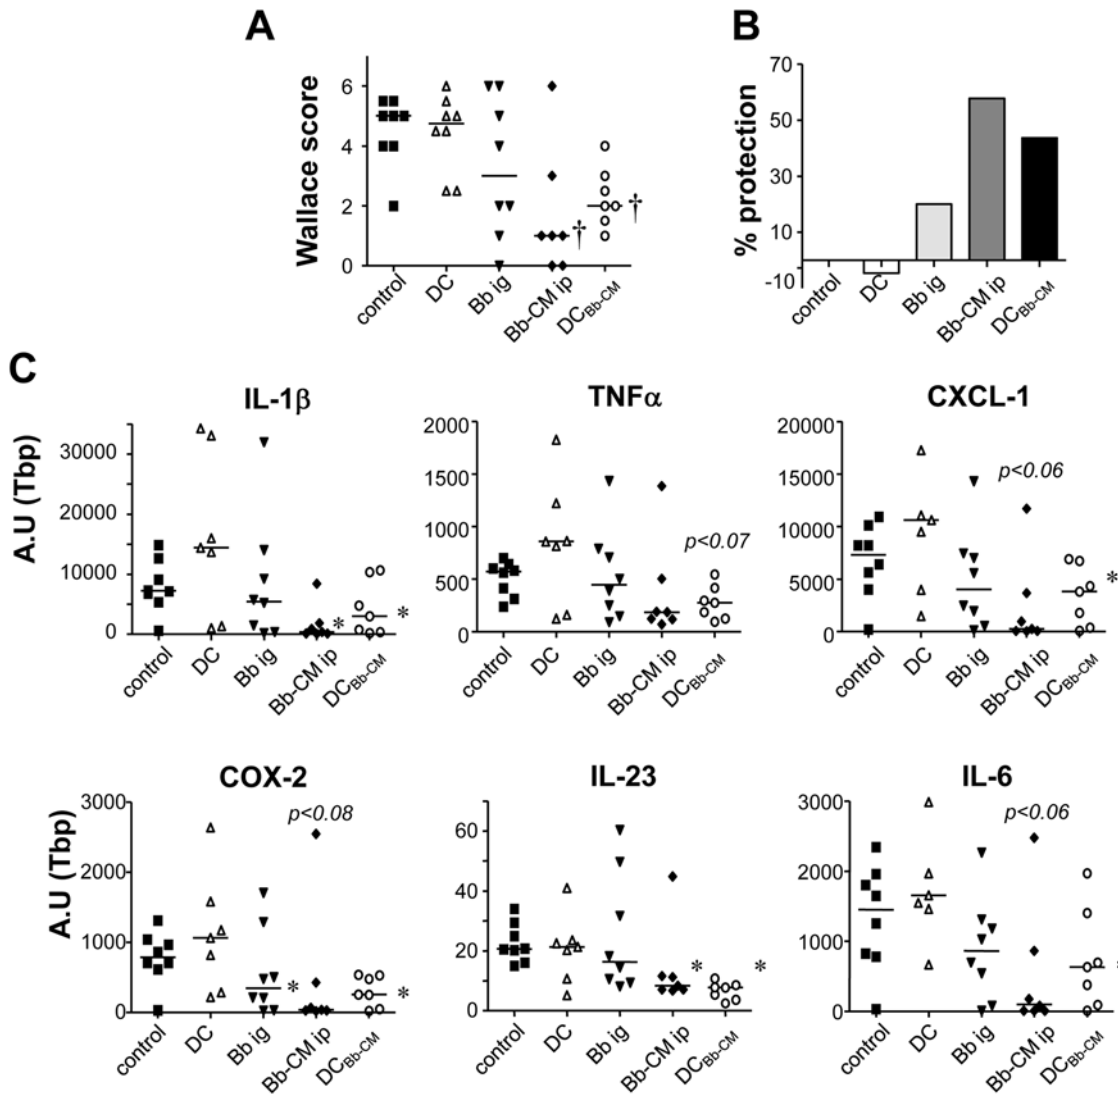 A
Wallace score
6
4
2
0
control
DC
Bb ig
Bb-CM ip
DCBb-CM
†
†
B
% protection
70
50
30
10
-10
control
DC
Bb ig
Bb-CM ip
DCBb-CM
C
IL-1β
A.U (Tbp)
30000
20000
10000
0
control
DC
Bb ig
Bb-CM ip
DCBb-CM
*
*
TNFα
2000
1500
1000
500
0
p<0.07
control
DC
Bb ig
Bb-CM ip
DCBb-CM
CXCL-1
20000
15000
10000
5000
0
p<0.06
*
control
DC
Bb ig
Bb-CM ip
DCBb-CM
COX-2
A.U (Tbp)
3000
2000
1000
0
p<0.08
*
*
control
DC
Bb ig
Bb-CM ip
DCBb-CM
IL-23
60
40
20
0
*
*
control
DC
Bb ig
Bb-CM ip
DCBb-CM
IL-6
3000
2000
1000
0
p<0.06
control
DC
Bb ig
Bb-CM ip
DCBb-CM